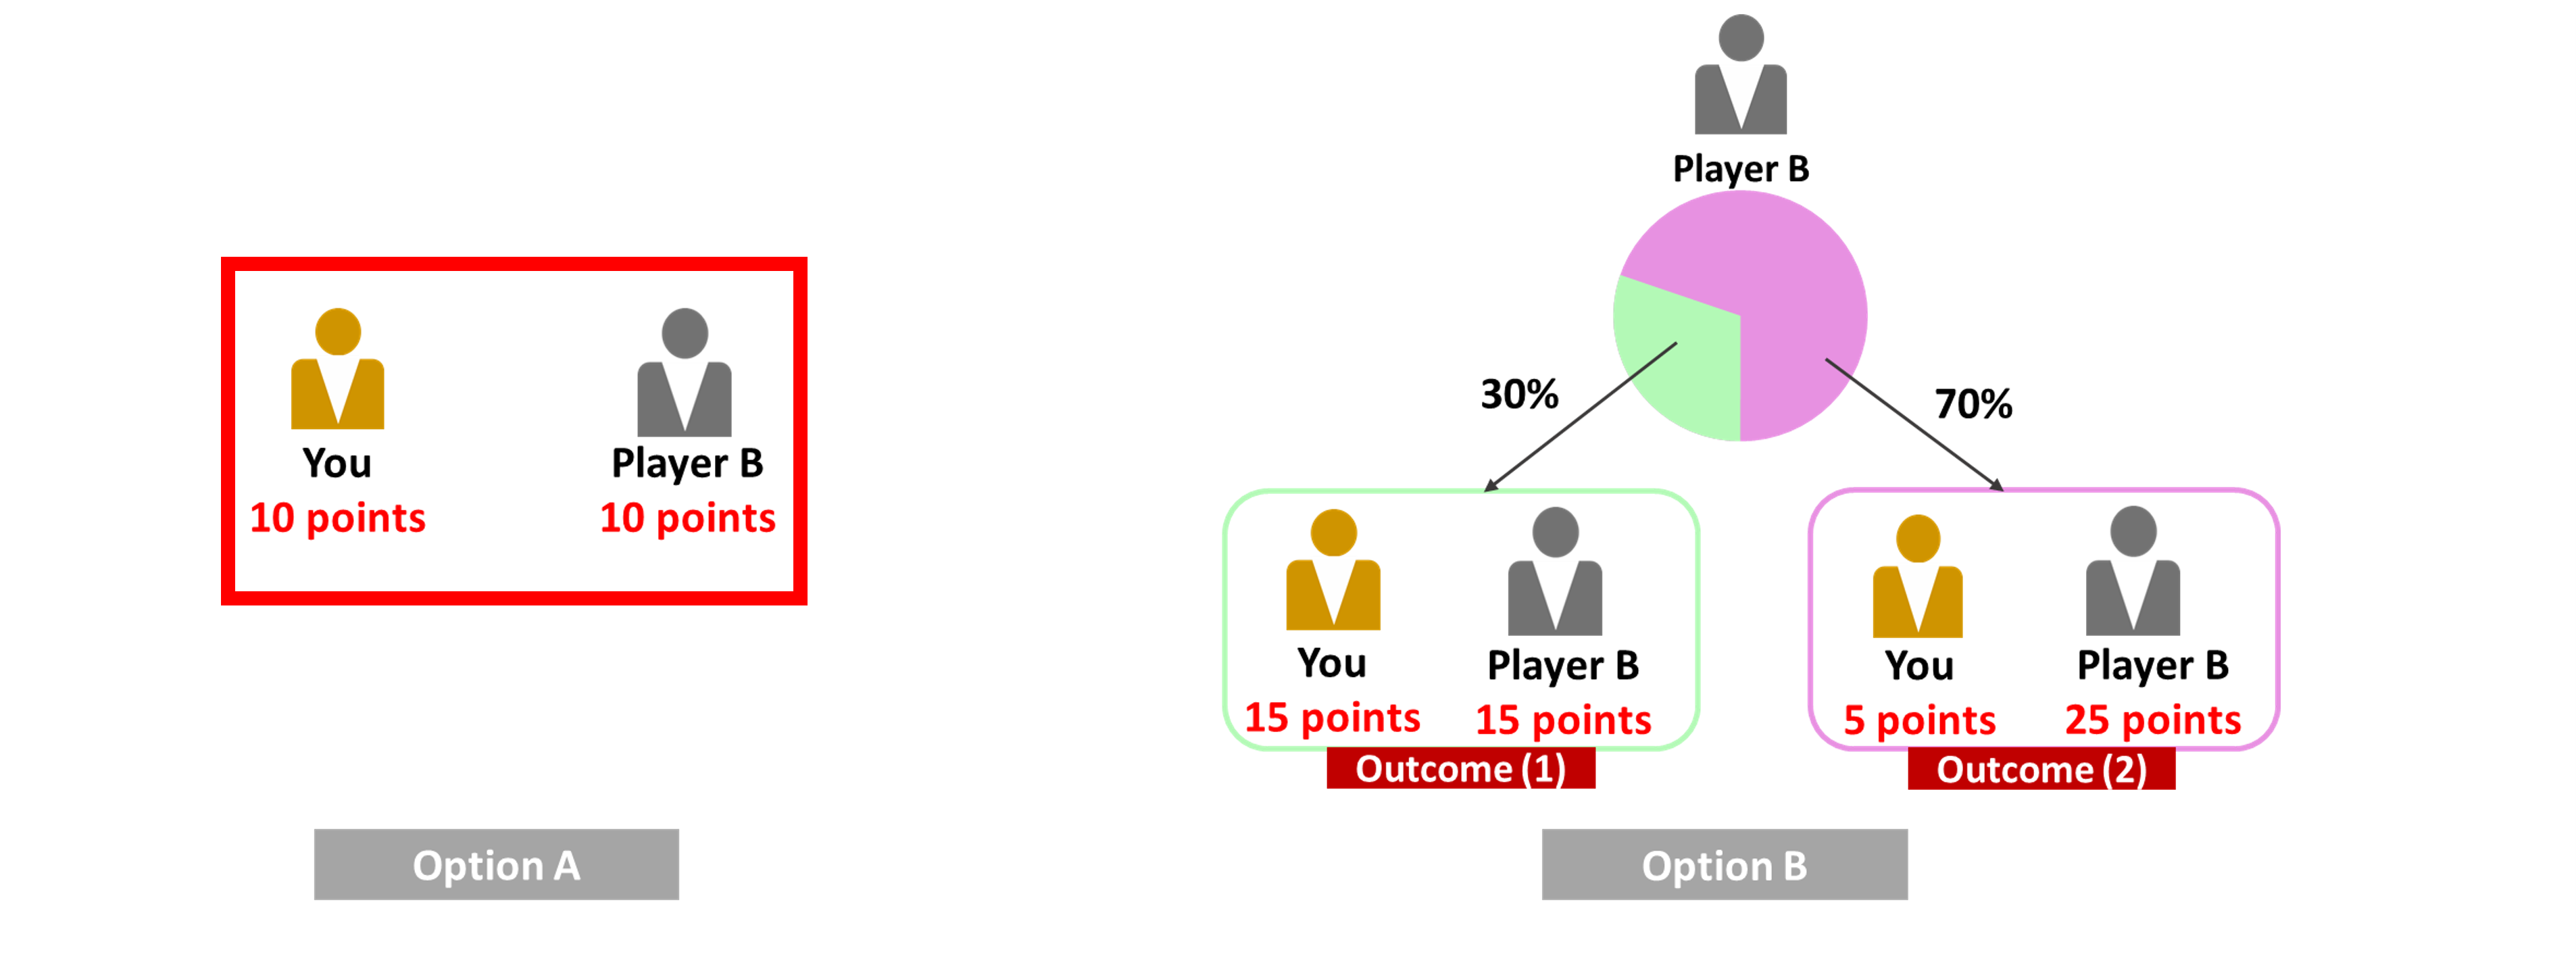 Player B
30%
70%
You
Player B
10 points
10 points
You
Player B
15 points
15 points
Outcome (1)
You
Player B
5 points
25 points
Outcome (2)
Option A
Option B